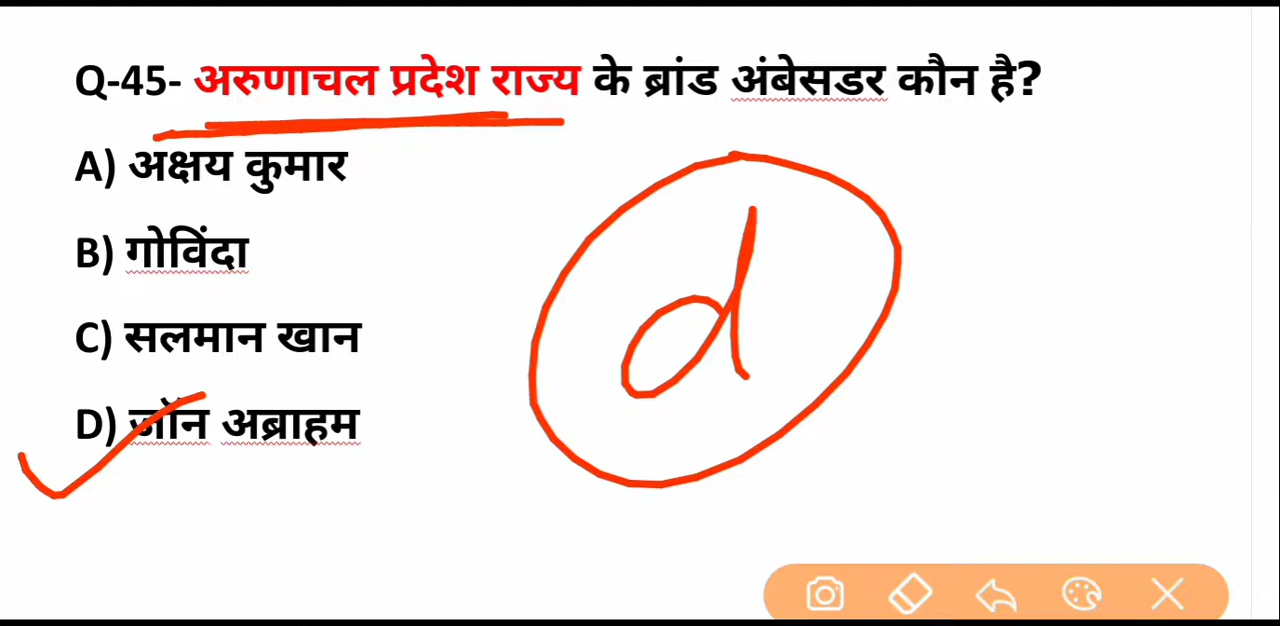 Q-45- अरुणाचल प्रदेश राज्य के ब्रांड अंबेसडर कौन है?
A) अक्षय कुमार
B) गोविंदा
C) सलमान खान
D) जॉन अब्राहम
d